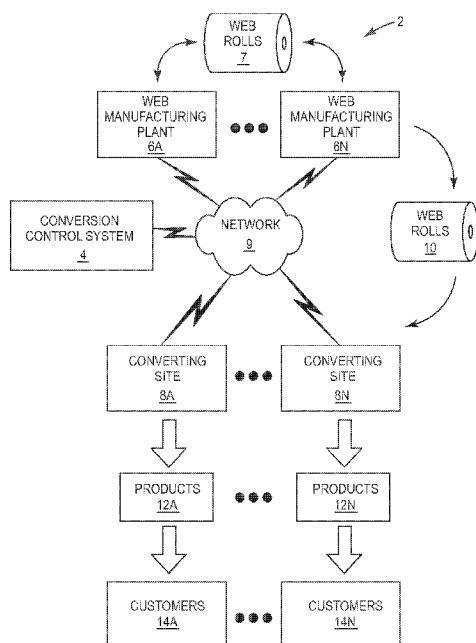 WEB
ROLLS
7
2
WEB
MANUFACTURING
PLANT
6A
WEB
MANUFACTURING
PLANT
6N
CONVERSION
CONTROL SYSTEM
4
NETWORK
9
WEB
ROLLS
10
CONVERTING
SITE
8A
CONVERTING
SITE
8N
PRODUCTS
12A
PRODUCTS
12N
CUSTOMERS
14A
CUSTOMERS
14N